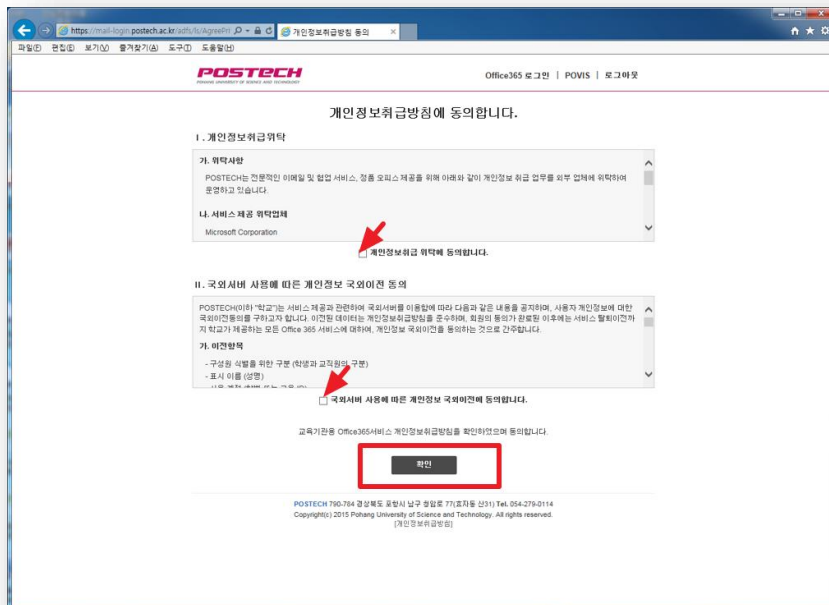 https://mail-login.postech.ac.kr/adfs/ls/AgreePri
개인정보취급방침 동의
파일(F) 편집(E) 보기(V) 즐겨찾기(A) 도구(T) 도움말(H)
POSTECH
POHANG UNIVERSITY OF SCIENCE AND TECHNOLOGY
Office365 로그인 | POVIS | 로그아웃
개인정보취급방침에 동의합니다.
I . 개인정보취급위탁
가. 위탁사항
POSTECH는 전문적인 이메일 및 협업 서비스, 정품 오피스 제공을 위해 아래와 같이 개인정보 취급 업무를 외부 업체에 위탁하여
운영하고 있습니다.
나. 서비스 제공 위탁업체
Microsoft Corporation
개인정보취급 위탁에 동의합니다.
II. 국외서버 사용에 따른 개인정보 국외이전 동의
POSTECH(이하 "학교")는 서비스 제공과 관련하여 국외서버를 이용함에 따라 다음과 같은 내용을 공지하며, 사용자 개인정보에 대한
국외이전동의를 구하고자 합니다. 이전된 데이터는 개인정보취급방침을 준수하며, 회원의 동의가 완료된 이후에는 서비스 탈퇴이전까
지 학교가 제공하는 모든 Office 365 서비스에 대하여, 개인정보 국외이전을 동의하는 것으로 간주합니다.
가. 이전항목
- 구성원 식별을 위한 구분 (학생과 교직원의 구분)
- 표시 이름 (성명)
국외서버 사용에 따른 개인정보 국외이전에 동의합니다.
교육기관용 Office365서비스 개인정보취급방침을 확인하였으며 동의합니다.
확인
POSTECH 790-784 경상북도 포항시 남구 청암로 77(효자동 산31) Tel. 054-279-0114
Copyright(c) 2015 Pohang University of Science and Technology. All rights reserved.
[개인정보취급방침]